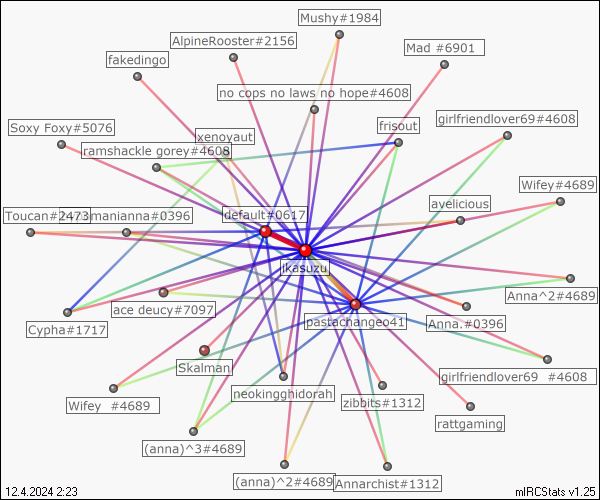 Mushy#1984
AlpineRooster#2156
Mad #6901
fakedingo
no cops no laws no hope#4608
girlfriendlover69#4608
frisout
Soxy Foxy#5076
xenoyaut
ramshackle gorey#4608
Wifey#4689
ayelicious
Toucan#2473
manianna#0396
default#0617
ikasuzu
Anna^2#4689
ace deucy#7097
Anna.#0396
pastachangeo41
Cypha#1717
Skalman
girlfriendlover69 #4608
neokingghidorah
zibbits#1312
Wifey #4689
rattgaming
(anna)^3#4689
(anna)^2#4689
Annarchist#1312
12.4.2024 2:23
mIRCStats v1.25